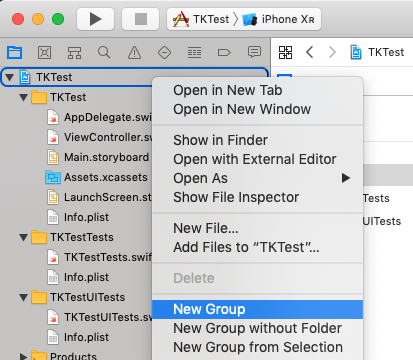 TKTest
iPhone XR
TKTest
TKTest
Open in New Tab
TKTest
Open in New Window
AppDelegate.swi
ViewController.s
Show in Finder
Main.storyboard
Open with External Editor
Assets.xcassets
Open As
LaunchScreen.st
Show File Inspector
Tests
Info.plist
UITests
New File...
TKTestTests
Add Files to “TKTest”...
TKTestTests.swif
Info.plist
Delete
TKTestUITests
New Group
TKTestUITests.sw
New Group without Folder
Info.plist
New Group from Selection
Products